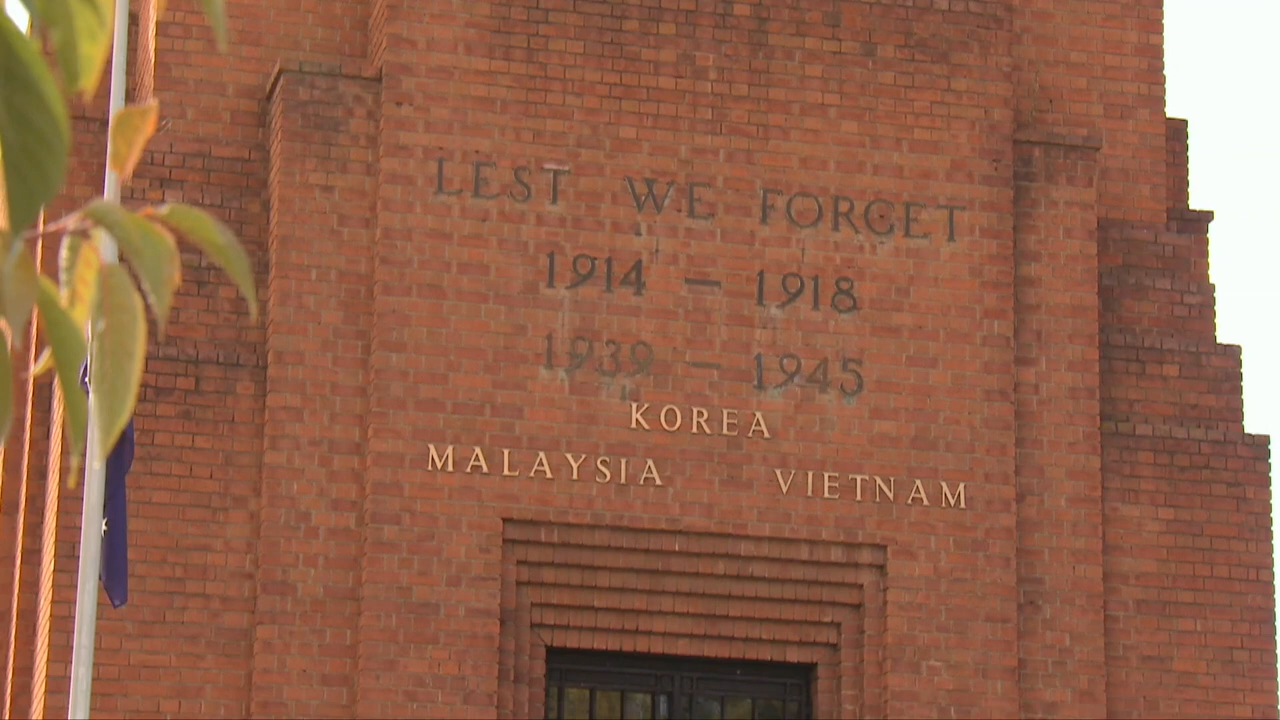 LEST WE FORGET
1914 – 1918
1939 – 1945
KOREA
MALAYSIA VIETNAM